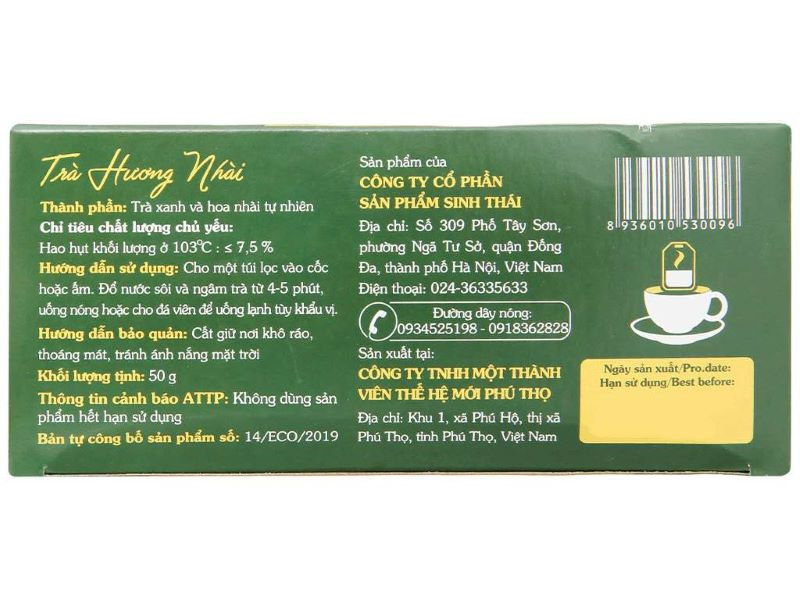 Trà Hương Nhài
Thành phần: Trà xanh và hoa nhài tự nhiên
Chỉ tiêu chất lượng chủ yếu:
Hao hụt khối lượng ở 103°C : ≤ 7,5 %
Hướng dẫn sử dụng: Cho một túi lọc vào cốc
hoặc ấm. Đổ nước sôi và ngâm trà từ 4-5 phút,
uống nóng hoặc cho đá viên để uống lạnh tùy khẩu vị.
Hướng dẫn bảo quản: Cất giữ nơi khô ráo,
thoáng mát, tránh ánh nắng mặt trời
Khối lượng tịnh: 50 g
Thông tin cảnh báo ATTP: Không dùng sản
phẩm hết hạn sử dụng
Bản tự công bố sản phẩm số: 14/ECO/2019
Sản phẩm của
CÔNG TY CỔ PHẦN
SẢN PHẨM SINH THÁI
Địa chỉ: Số 309 Phố Tây Sơn,
phường Ngã Tư Sở, quận Đống
Đa, thành phố Hà Nội, Việt Nam
Điện thoại: 024-36335633
Đường dây nóng:
0934525198 - 0918362828
Sản xuất tại:
CÔNG TY TNHH MỘT THÀNH
VIÊN THẾ HỆ MỚI PHÚ THỌ
Địa chỉ: Khu 1, xã Phú Hộ, thị xã
Phú Thọ, tỉnh Phú Thọ, Việt Nam
8 936010 530096
Ngày sản xuất/Pro.date:
Hạn sử dụng/Best before: